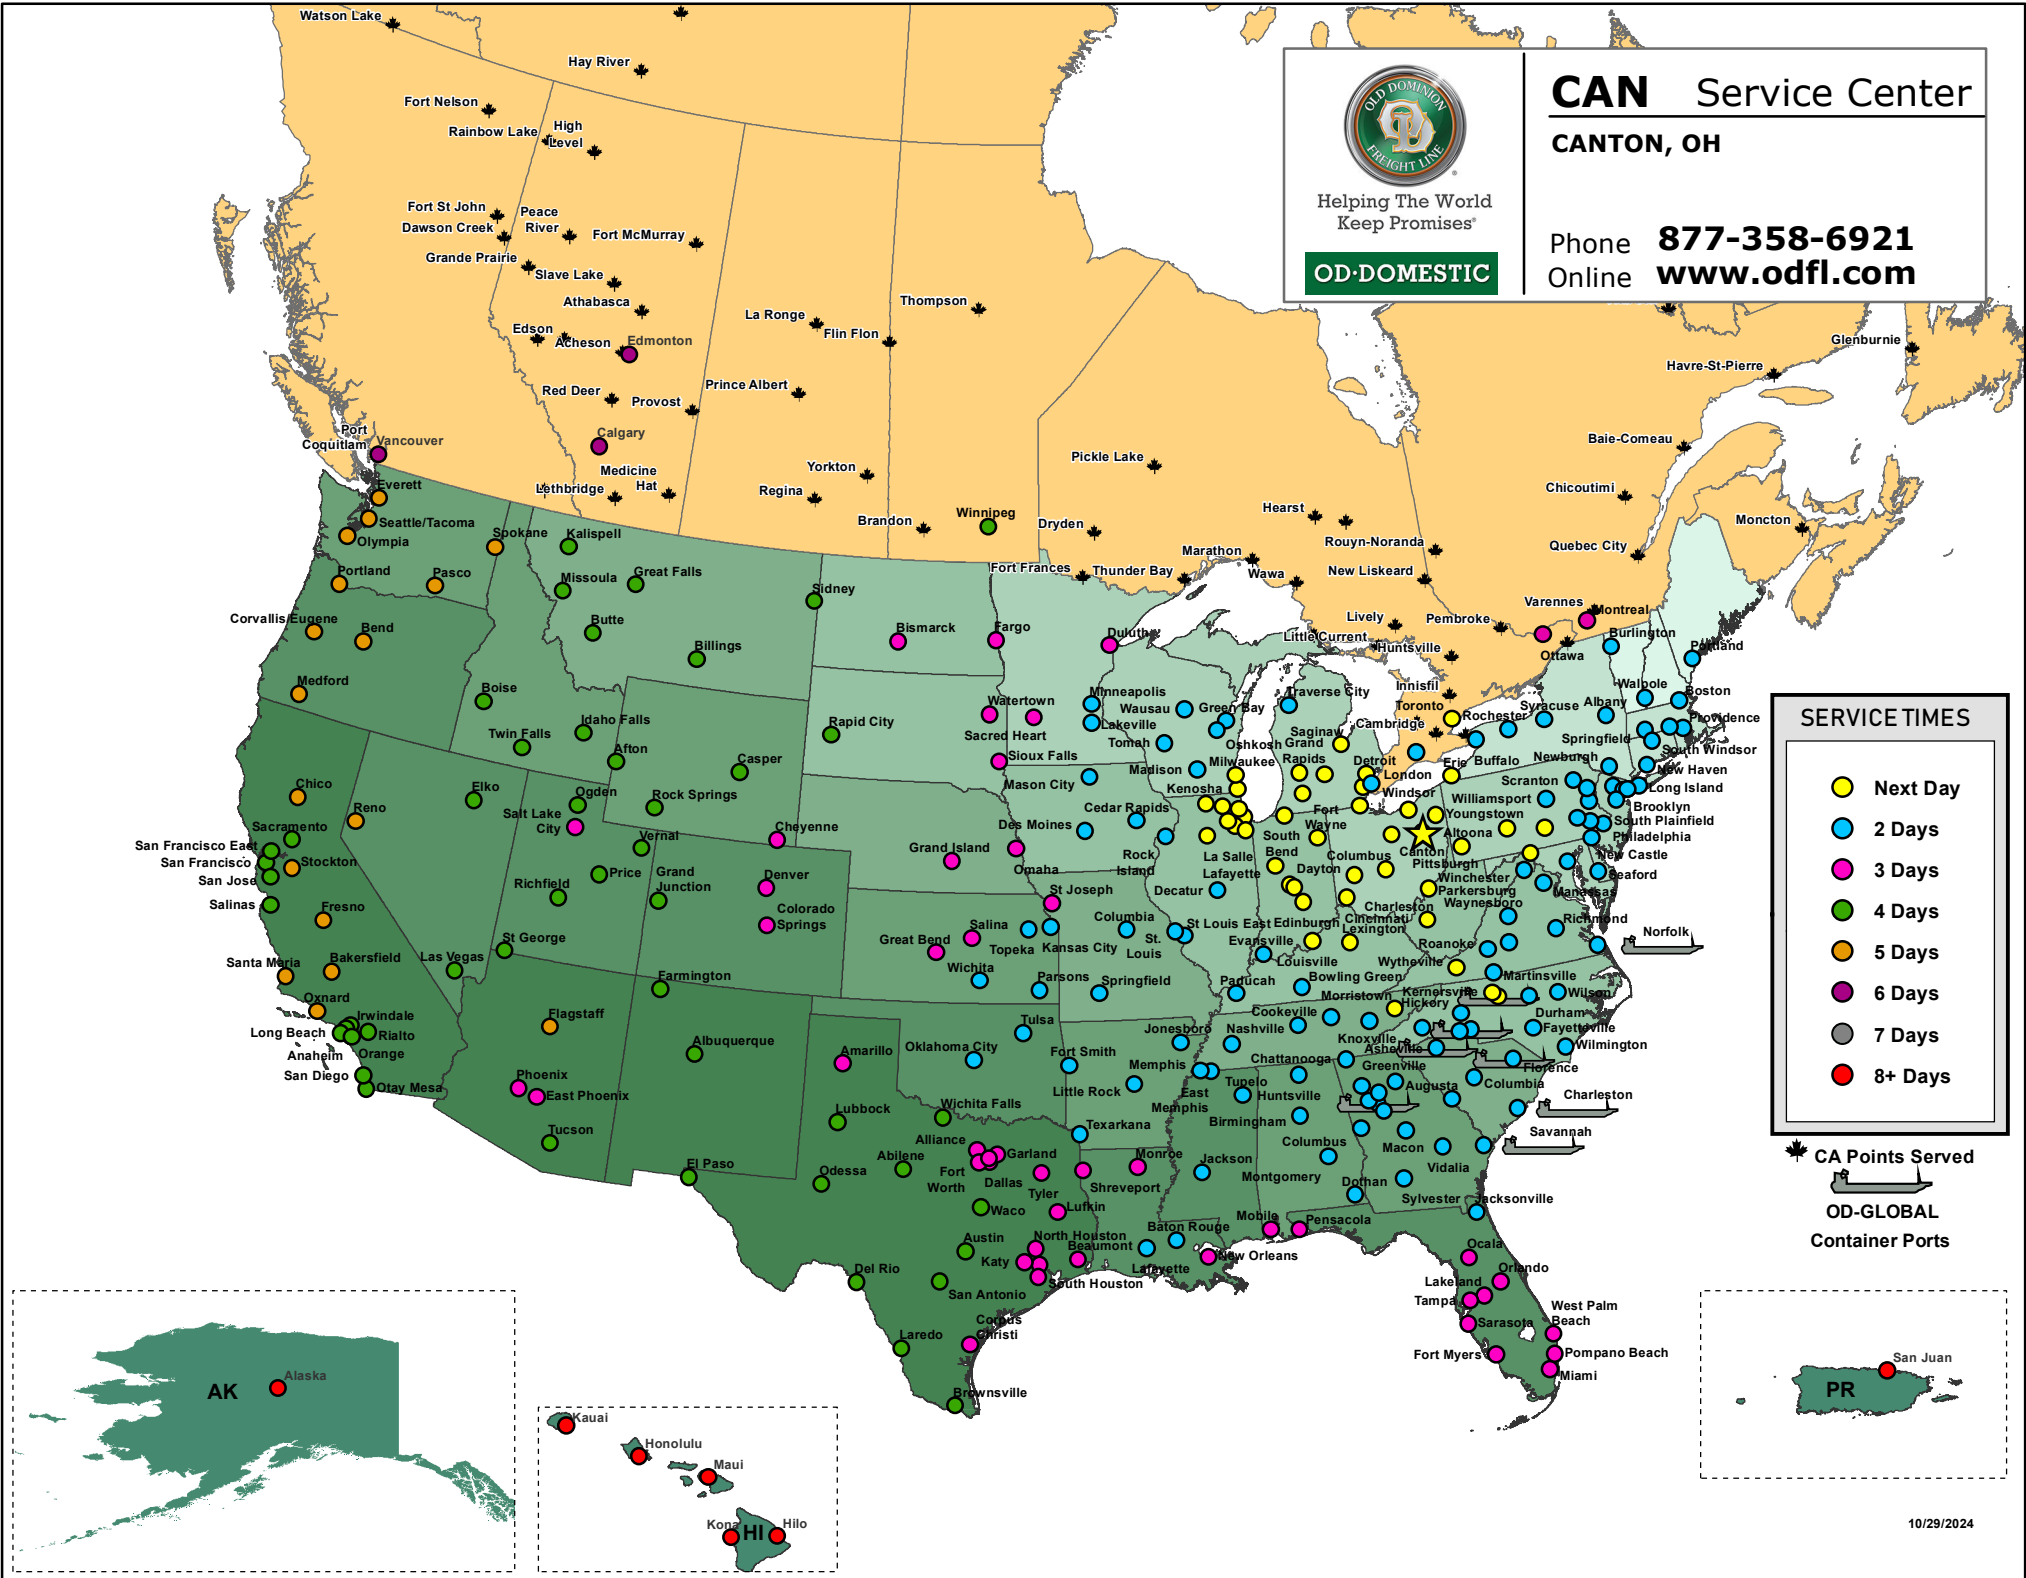 Watson Lake
Hay River
Fort Nelson
Rainbow Lake
High
Level
Fort St John
Dawson Creek
Peace
River
Fort McMurray
Grande Prairie
Slave Lake
Athabasca
Edson
Acheson
Edmonton
La Ronge
Flin Flon
Thompson
Red Deer
Provost
Prince Albert
Port
Coquitlam
Vancouver
Calgary
Medicine
Hat
Lethbridge
Yorkton
Regina
Brandon
Winnipeg
Dryden
Pickle Lake
Fort Frances
Thunder Bay
Marathon
Wawa
Hearst
Rouyn-Noranda
New Liskeard
Lively
Little Current
Pembroke
Huntsville
Innisfil
Toronto
Cambridge
Varennes
Montreal
Ottawa
Glenburnie
Havre-St-Pierre
Baie-Comeau
Chicoutimi
Quebec City
Moncton
OLD DOMINION
FREIGHT LINE
Helping The World
Keep Promises®
OD·DOMESTIC
CAN Service Center
CANTON, OH
Phone 877-358-6921
Online www.odfl.com
Everett
Seattle/Tacoma
Olympia
Spokane
Portland
Pasco
Corvallis/Eugene
Bend
Medford
Kalispell
Missoula
Great Falls
Butte
Billings
Sidney
Boise
Idaho Falls
Twin Falls
Afton
Casper
Rock Springs
Cheyenne
Rapid City
Bismarck
Fargo
Duluth
Watertown
Sacred Heart
Sioux Falls
Minneapolis
Lakeville
Wausau
Green Bay
Tomah
Oshkosh
Madison
Milwaukee
Kenosha
Mason City
Cedar Rapids
Des Moines
Rock
Island
Grand Island
Omaha
Chico
Reno
Elko
Ogden
Salt Lake
City
Vernal
Sacramento
San Francisco East
San Francisco
Stockton
San Jose
Salinas
Fresno
Price
Richfield
Grand
Junction
Denver
Colorado
Springs
St George
Las Vegas
Santa Maria
Bakersfield
Oxnard
Irwindale
Long Beach
Rialto
Anaheim
Orange
San Diego
Otay Mesa
Farmington
Flagstaff
Albuquerque
Phoenix
East Phoenix
Tucson
El Paso
St Joseph
Salina
Great Bend
Topeka
Kansas City
Columbia
St.
Louis
St Louis East
Wichita
Parsons
Springfield
Tulsa
Oklahoma City
Amarillo
Lubbock
Wichita Falls
Alliance
Garland
Abilene
Fort
Worth
Dallas
Odessa
Tyler
Waco
Lufkin
Austin
North Houston
Katy
Beaumont
South Houston
Del Rio
San Antonio
Corpus
Christi
Laredo
Brownsville
Fort Smith
Little Rock
Jonesboro
Memphis
East
Memphis
Texarkana
Shreveport
Monroe
Jackson
Baton Rouge
Lafayette
New Orleans
Mobile
Pensacola
Traverse City
Saginaw
Grand
Rapids
Detroit
London
Windsor
Fort
Wayne
South
Bend
La Salle
Lafayette
Decatur
Dayton
Columbus
Canton
Edinburgh
Cincinnati
Lexington
Charleston
Evansville
Louisville
Paducah
Bowling Green
Nashville
Cookeville
Morristown
Knoxville
Chattanooga
Tupelo
Huntsville
Birmingham
Columbus
Montgomery
Dothan
Erie
Buffalo
Rochester
Syracuse
Albany
Burlington
Portland
Walpole
Boston
Providence
Springfield
South Windsor
Newburgh
New Haven
Long Island
Scranton
Brooklyn
South Plainfield
Philadelphia
Williamsport
Youngstown
Altoona
Pittsburgh
New Castle
Seaford
Winchester
Parkersburg
Manassas
Waynesboro
Richmond
Norfolk
Roanoke
Wytheville
Martinsville
Kernersville
Hickory
Wilson
Durham
Fayetteville
Wilmington
Asheville
Greenville
Florence
Columbia
Augusta
Charleston
Savannah
Macon
Vidalia
Sylvester
Jacksonville
Ocala
Orlando
Lakeland
Tampa
Sarasota
West Palm
Beach
Fort Myers
Pompano Beach
Miami
SERVICE TIMES
Next Day
2 Days
3 Days
4 Days
5 Days
6 Days
7 Days
8+ Days
CA Points Served
OD-GLOBAL
Container Ports
AK
Alaska
Kauai
Honolulu
Maui
Kona
HI
Hilo
San Juan
PR
10/29/2024